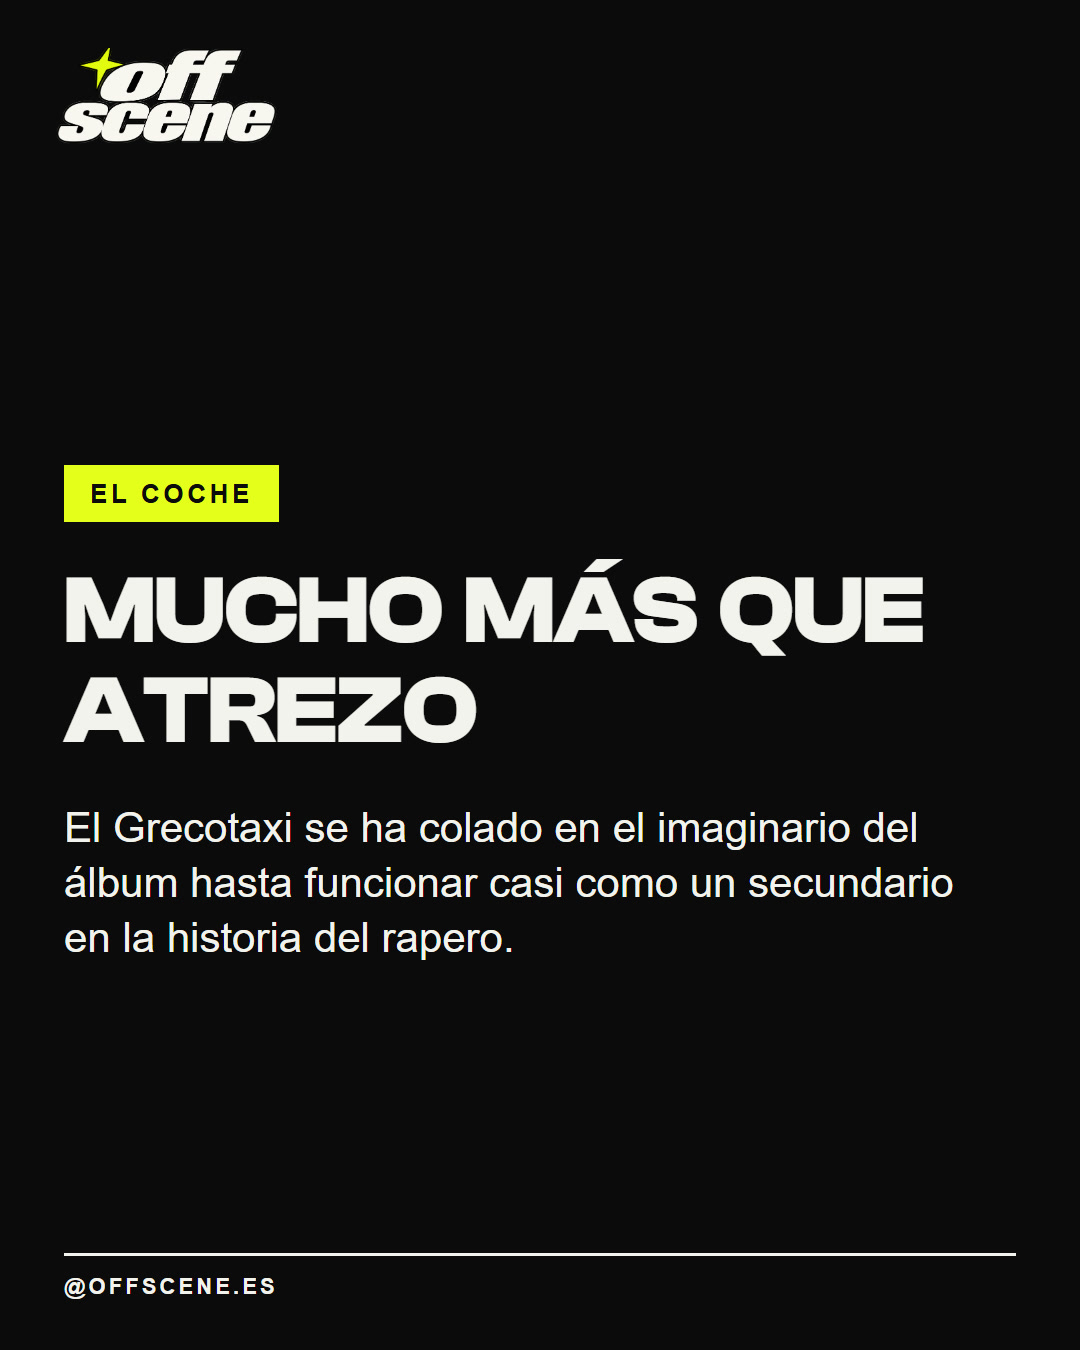 off
scene
EL COCHE
MUCHO MÁS QUE
ATREZO
El Grecotaxi se ha colado en el imaginario del
álbum hasta funcionar casi como un secundario
en la historia del rapero.
@OFFSCENE.ES